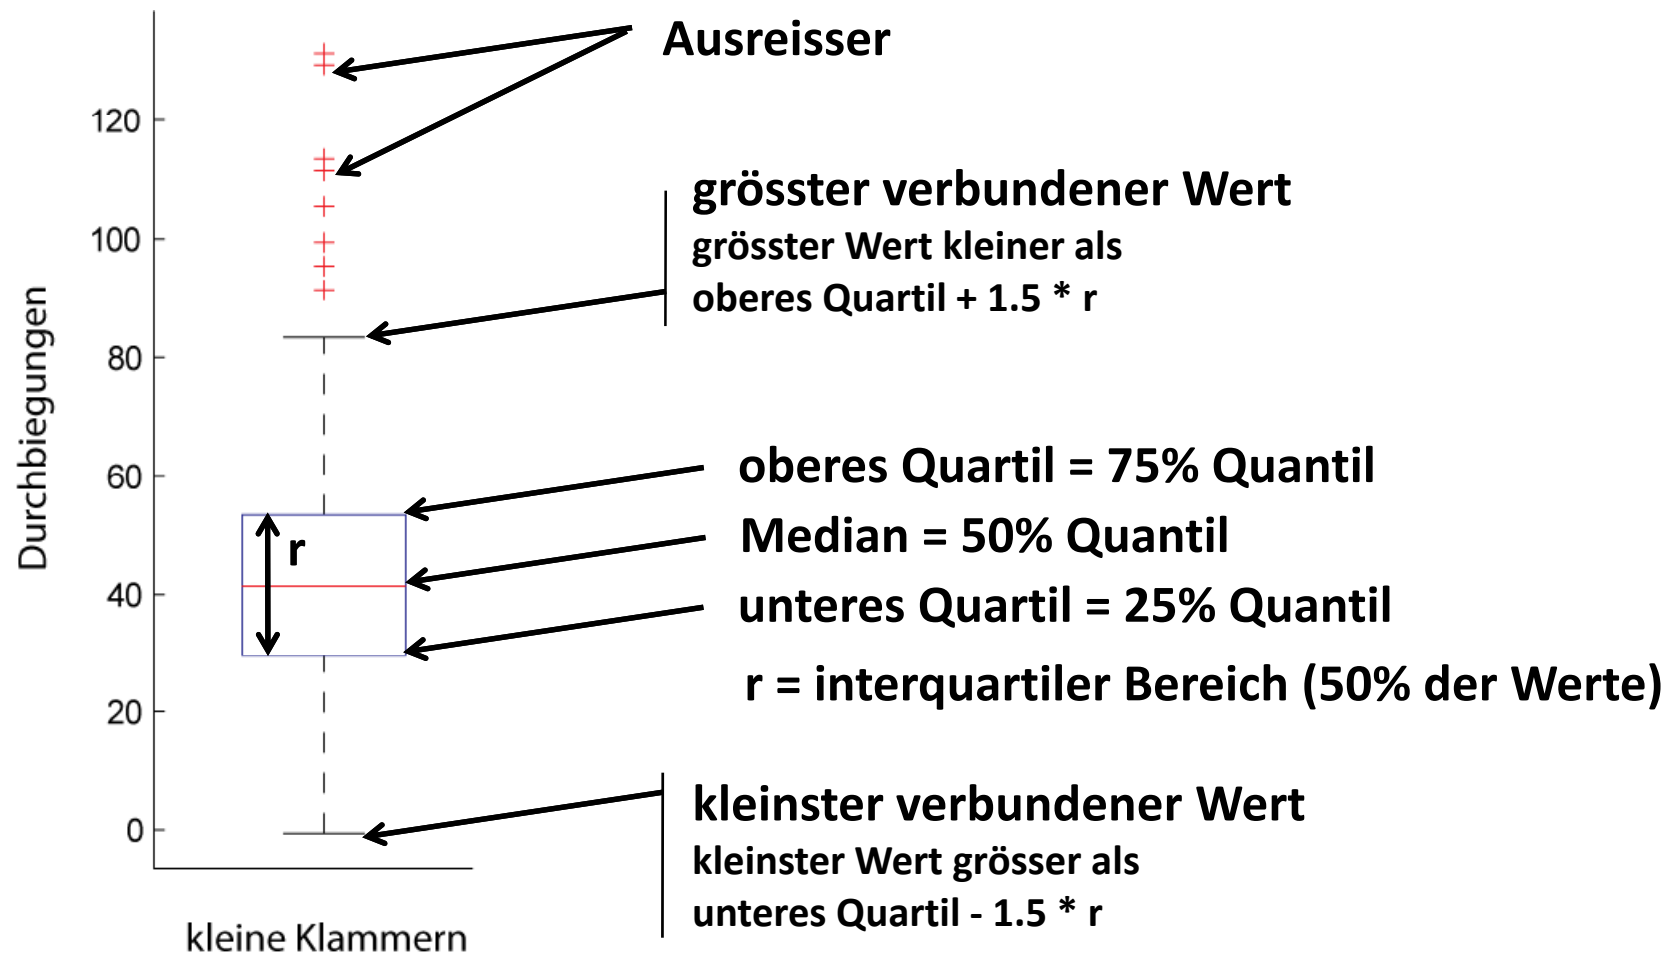 Ausreisser
120
grösster verbundener Wert
grösster Wert kleiner als
oberes Quartil + 1.5 * r
100
80
Durchbiegungen
60
oberes Quartil = 75% Quantil
r
Median = 50% Quantil
40
unteres Quartil = 25% Quantil
r = interquartiler Bereich (50% der Werte)
20
kleinster verbundener Wert
0
kleinster Wert grösser als
unteres Quartil - 1.5 * r
kleine Klammern